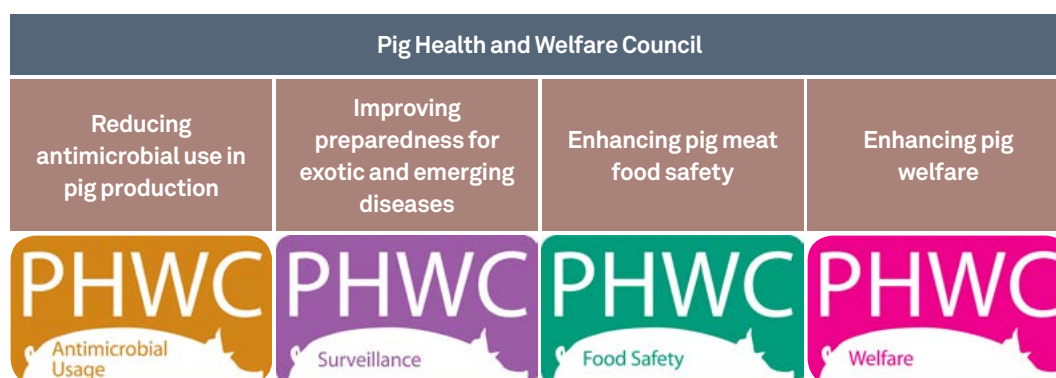 Pig Health and Welfare Council
Reducing
antimicrobial use in
pig production
Improving
preparedness for
exotic and emerging
diseases
Enhancing pig meat
food safety
Enhancing pig
welfare
PHWC
Antimicrobial
Usage
PHWC
Surveillance
PHWC
Food Safety
PHWC
Welfare